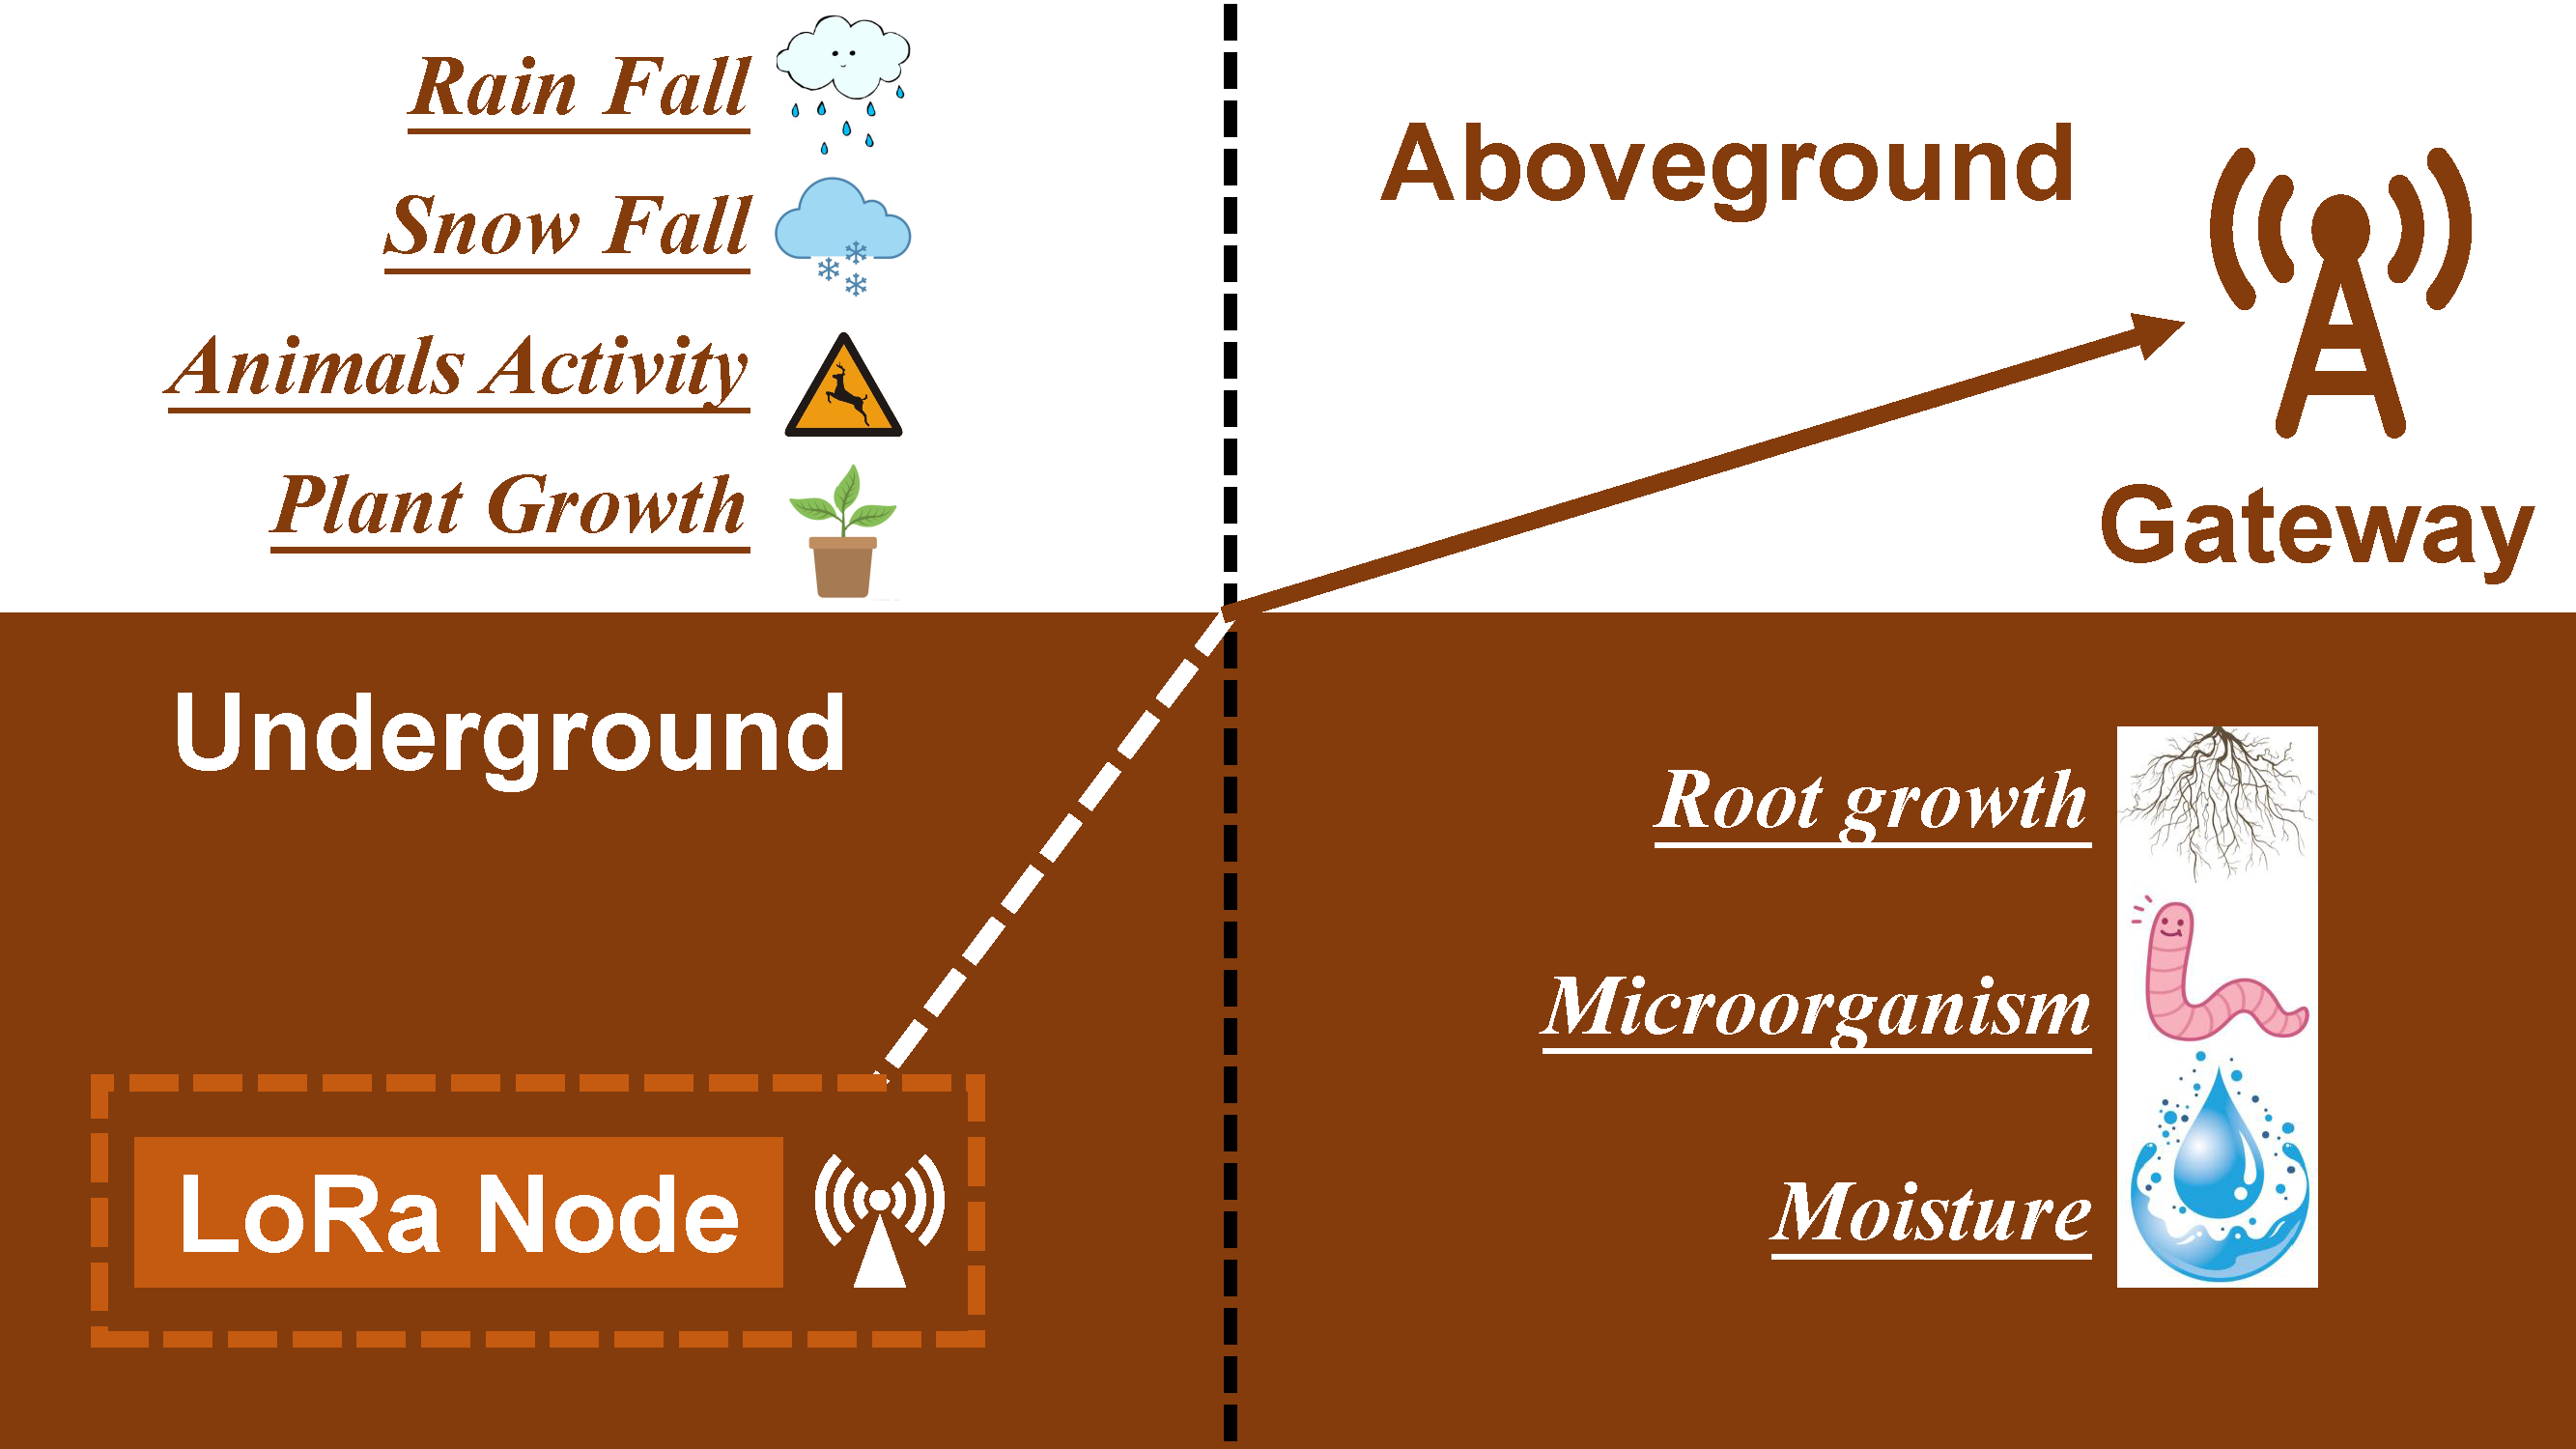 Rain Fall
Snow Fall
Animals Activity
Plant Growth
Aboveground
Gateway
Underground
LoRa Node
Root growth
Microorganism
Moisture